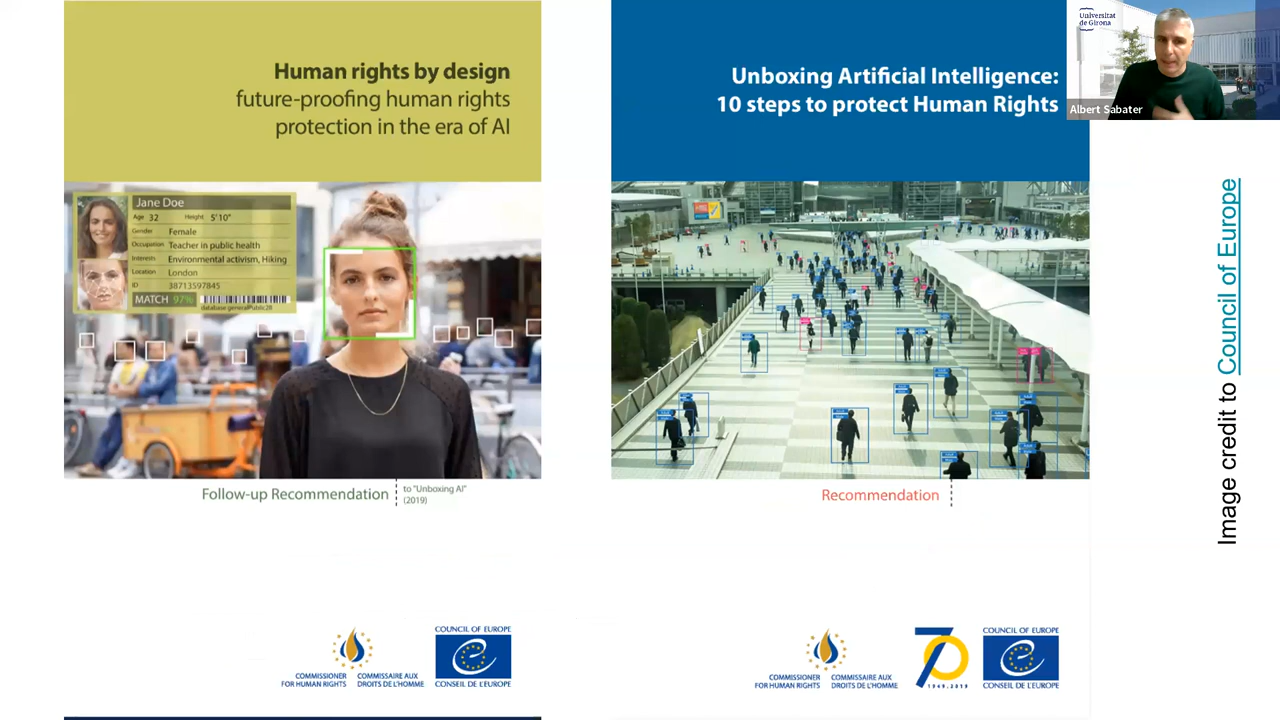 Human rights by design
future-proofing human rights
protection in the era of AI
Jane Doe
Age 32 Height 5'10"
Gender Female
Occupation Teacher in public health
Interests Environmental activism, Hiking
Location London
ID 38713597845
MATCH 97%
database:generalPublic28
Follow-up Recommendation
to "Unboxing AI"
(2019)
COMMISSIONER
FOR HUMAN RIGHTS
COMMISSAIRE AUX
DROITS DE L'HOMME
COUNCIL OF EUROPE
CONSEIL DE L'EUROPE
Unboxing Artificial Intelligence:
10 steps to protect Human Rights
Recommendation
COMMISSIONER
FOR HUMAN RIGHTS
COMMISSAIRE AUX
DROITS DE L'HOMME
70
1949-2019
COUNCIL OF EUROPE
CONSEIL DE L'EUROPE
Universitat
de Girona
Albert Sabater
Image credit to Council of Europe